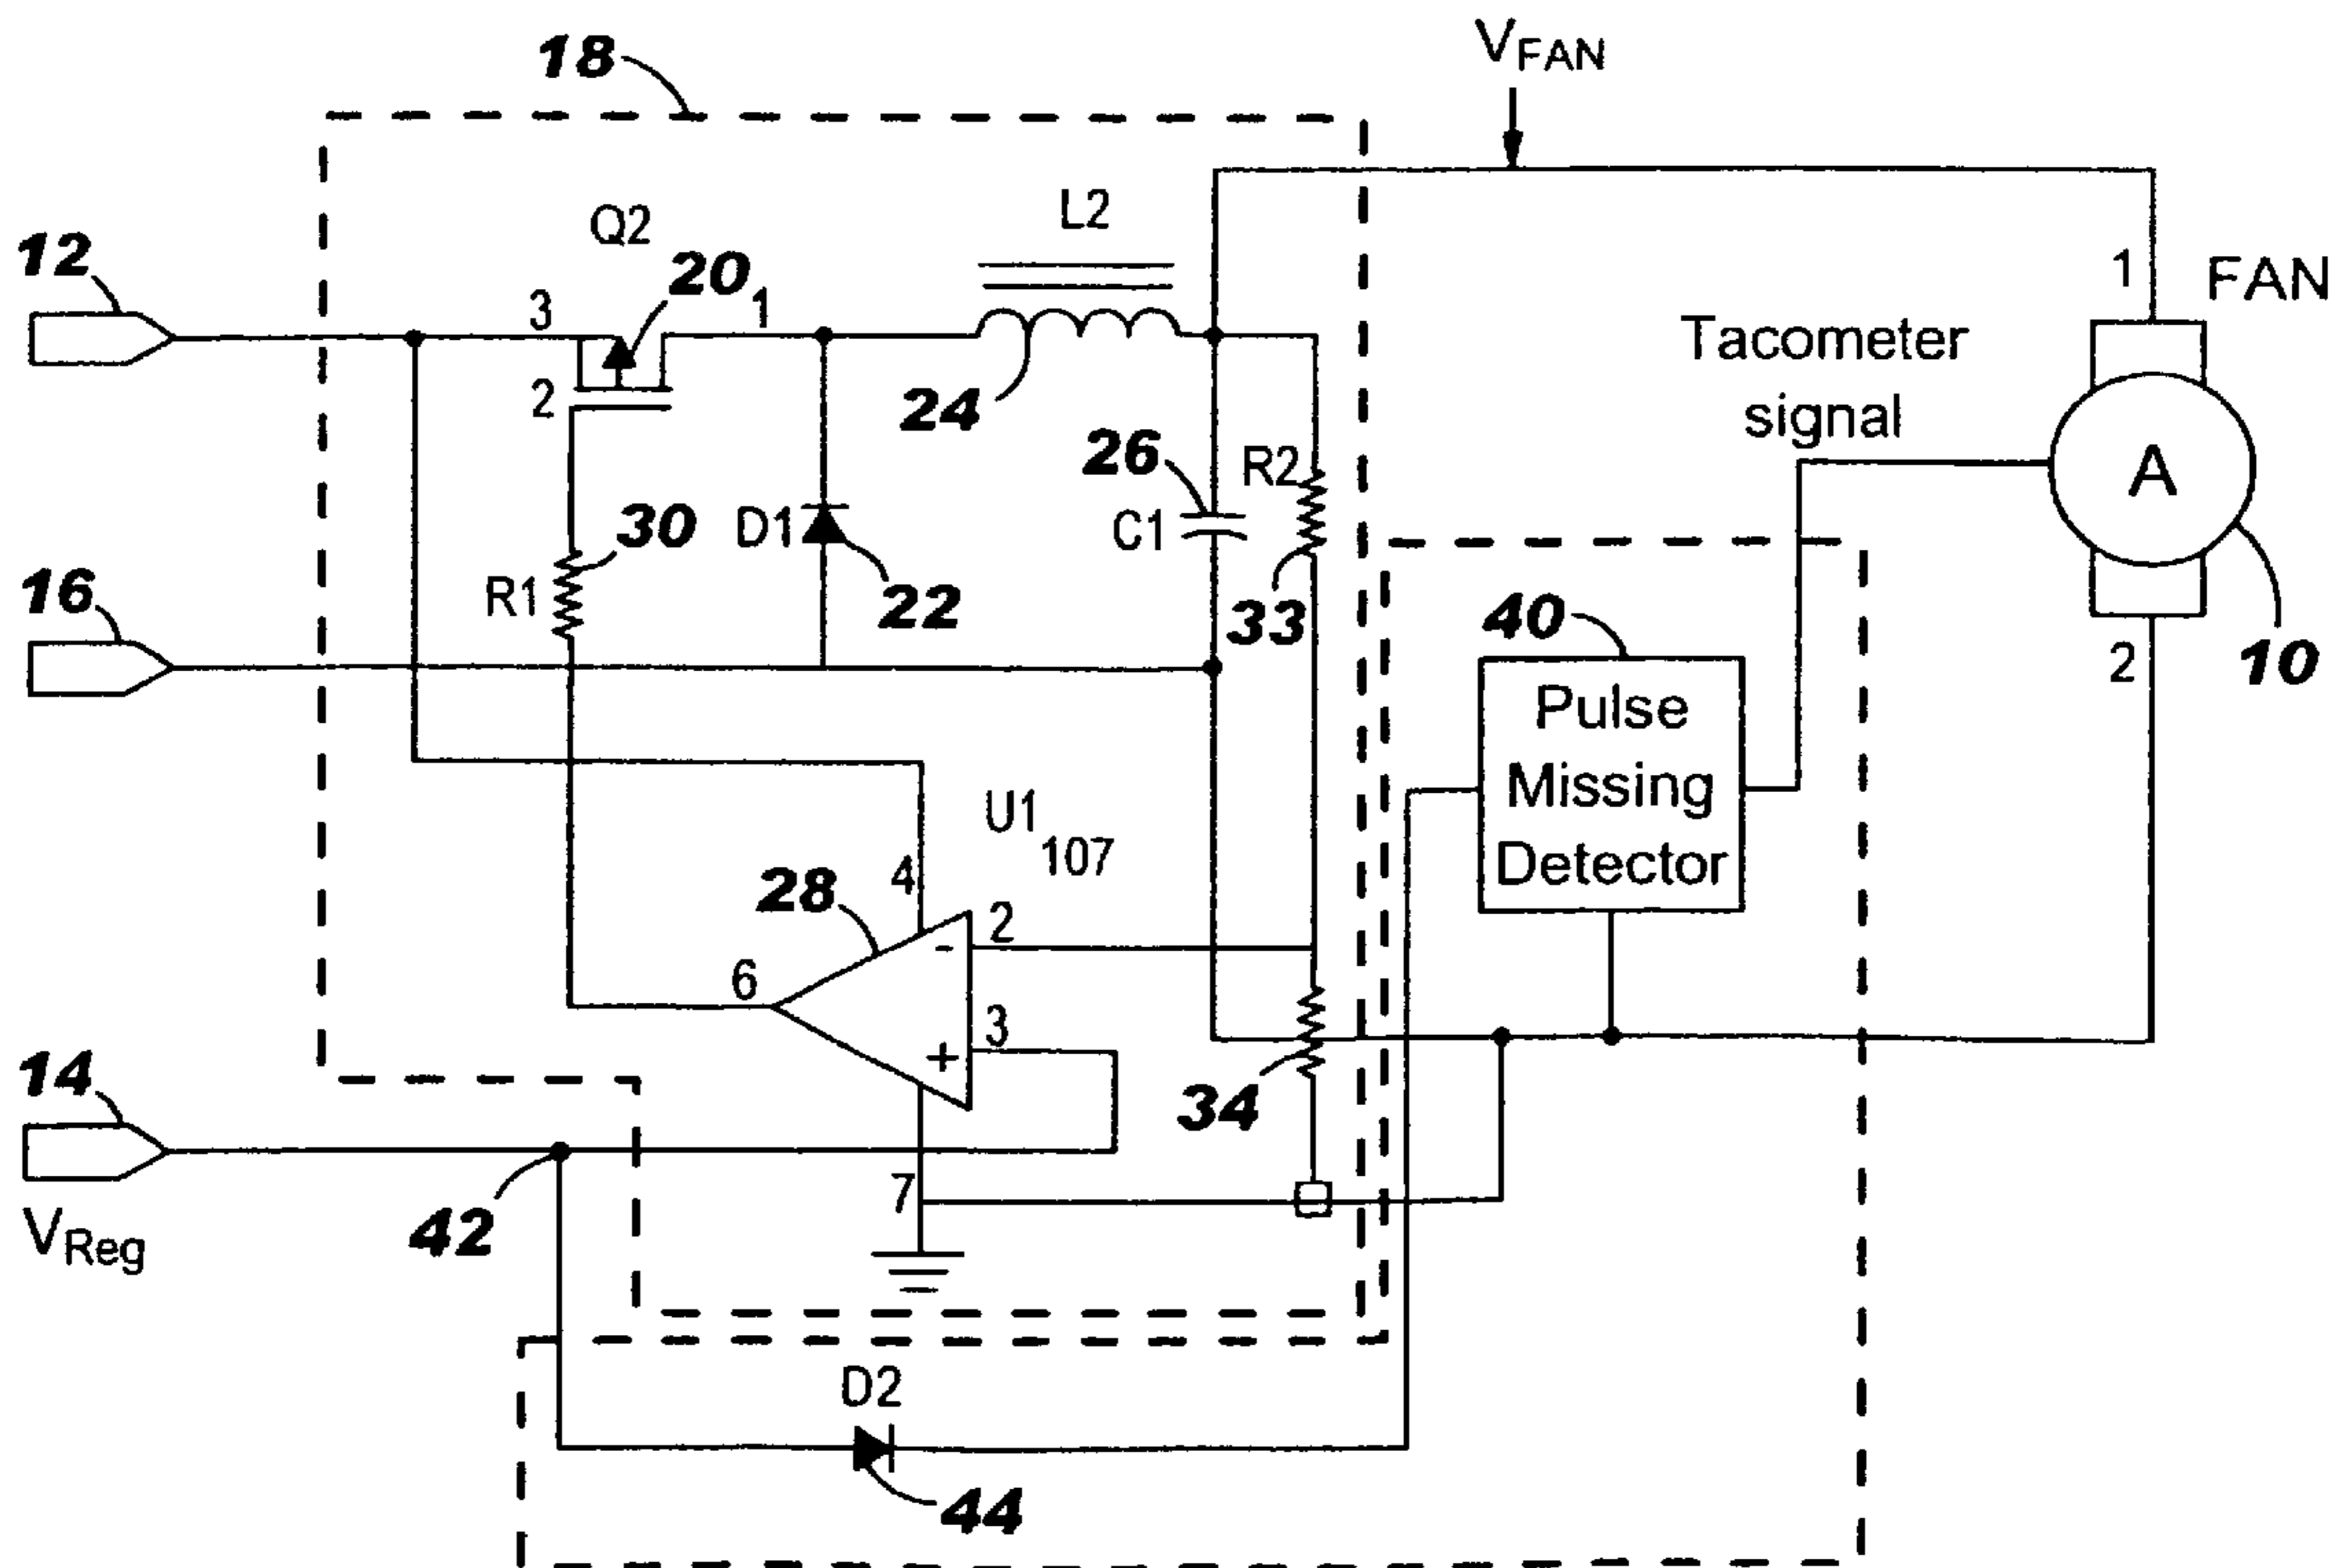 18
V_FAN
Q2
L2
12
20
3
1
1
FAN
2
24
Tacometer
signal
26
R2
A
30
D1
C1
16
R1
22
33
40
2
10
Pulse
Missing
Detector
U1
107
4
28
2
-
6
3
+
14
34
7
42
V_Reg
D2
44